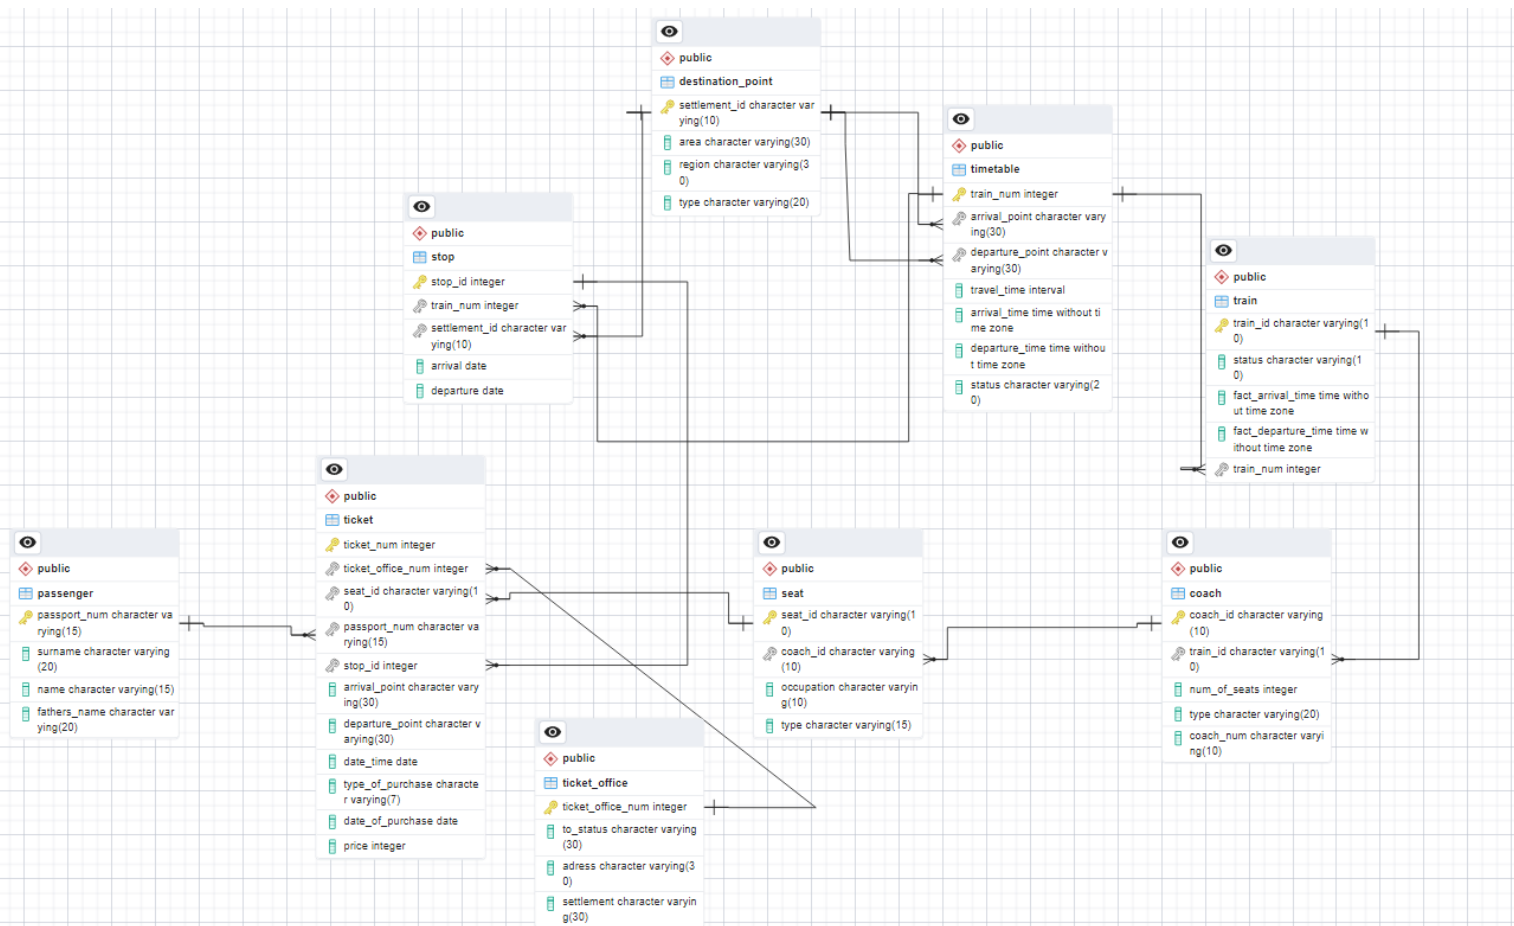 public
destination_point
settlement_id character var
ying(10)
area character varying(30)
region character varying(3
0)
type character varying(20)
public
timetable
train_num integer
arrival_point character vary
ing(30)
departure_point character v
arying(30)
travel_time interval
arrival_time time without ti
me zone
departure_time time withou
t time zone
status character varying(2
0)
public
stop
stop_id integer
train_num integer
settlement_id character var
ying(10)
arrival date
departure date
public
train
train_id character varying(1
0)
status character varying(1
0)
fact_arrival_time time witho
ut time zone
fact_departure_time time w
ithout time zone
train_num integer
public
ticket
ticket_num integer
ticket_office_num integer
seat_id character varying(1
0)
passport_num character va
rying(15)
stop_id integer
arrival_point character vary
ing(30)
departure_point character v
arying(30)
date_time date
type_of_purchase characte
r varying(7)
date_of_purchase date
price integer
public
passenger
passport_num character va
rying(15)
surname character varying
(20)
name character varying(15)
fathers_name character var
ying(20)
public
seat
seat_id character varying(1
0)
coach_id character varying
(10)
occupation character varyin
g(10)
type character varying(15)
public
coach
coach_id character varying
(10)
train_id character varying(1
0)
num_of_seats integer
type character varying(20)
coach_num character varyi
ng(10)
public
ticket_office
ticket_office_num integer
to_status character varying
(30)
adress character varying(3
0)
settlement character varyin
g(30)